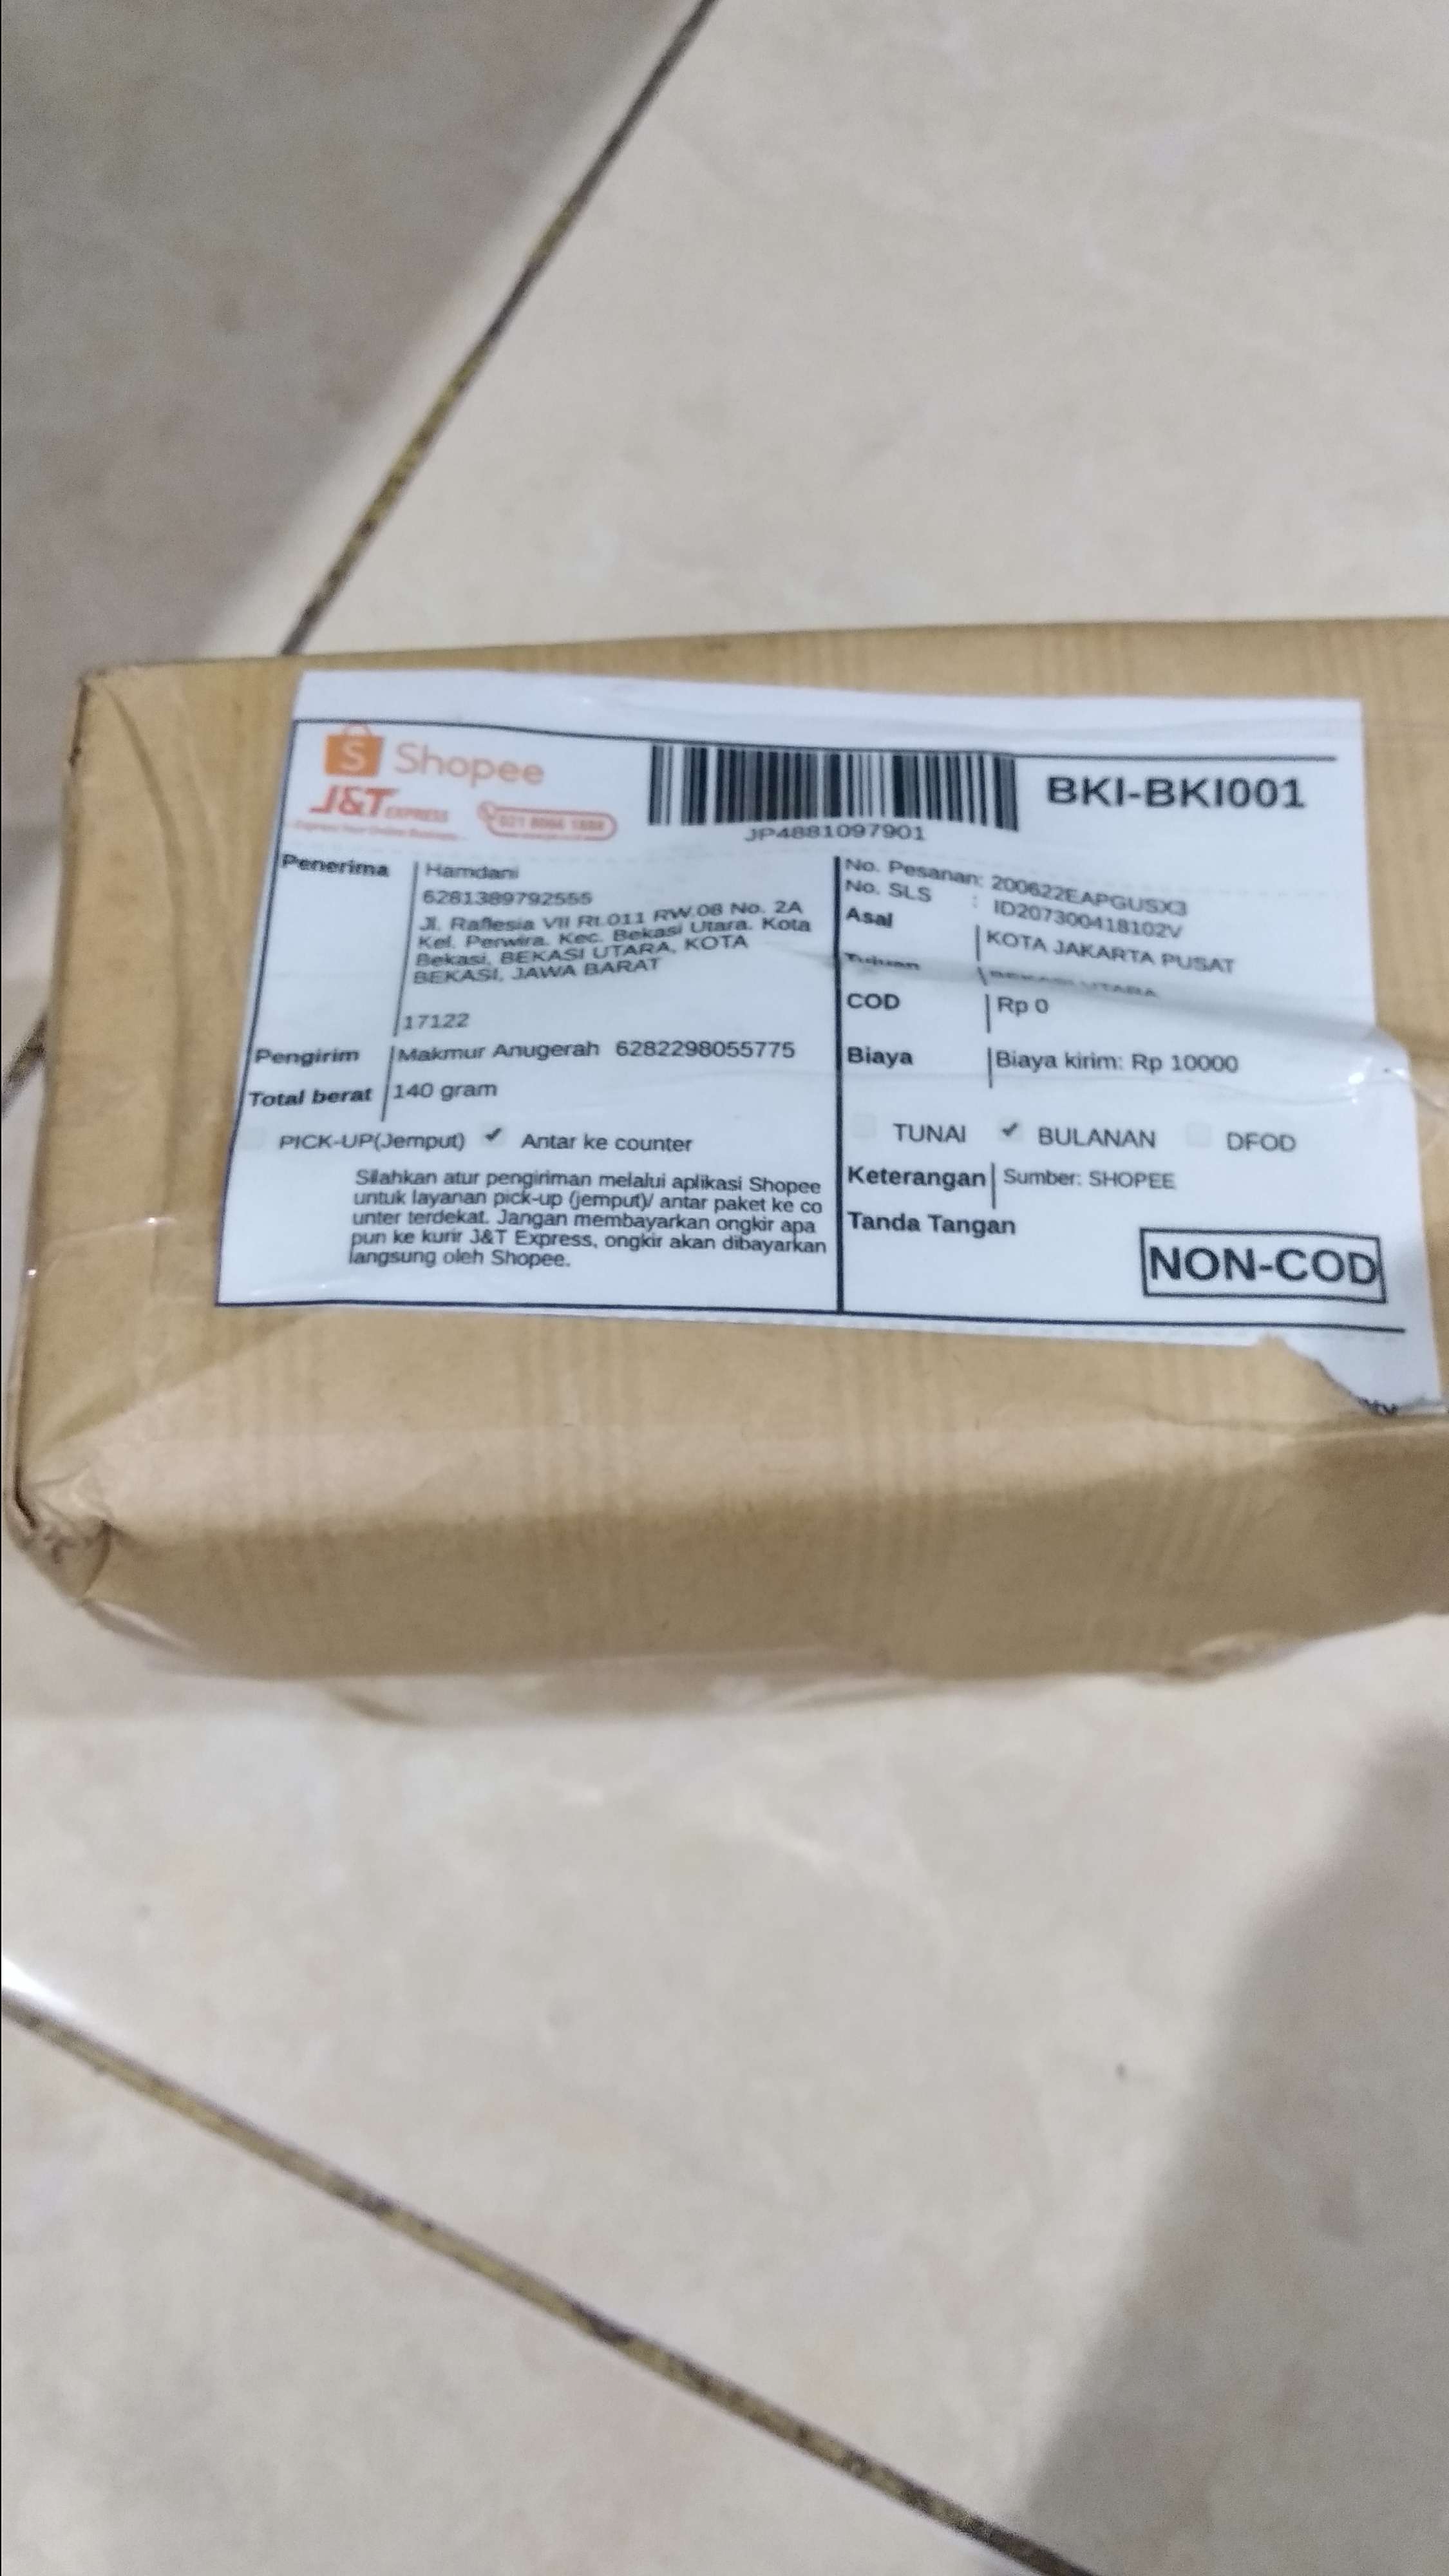 Shopee
J&T EXPRESS
JP4881097901
BKI-BKI001
Penerima
Hamdani
6281389792555
Jl. Raflesia VII Rt.011 RW.08 No. 2A
Kel. Perwira. Kec. Bekasi Utara. Kota
Bekasi, BEKASI UTARA, KOTA
BEKASI, JAWA BARAT
17122
Pengirim Makmur Anugerah 6282298055775
Total berat 140 gram
PICK-UP(Jemput) ✔ Antar ke counter
Silahkan atur pengiriman melalui aplikasi Shopee
untuk layanan pick-up (jemput)/ antar paket ke co
unter terdekat. Jangan membayarkan ongkir apa
pun ke kurir J&T Express, ongkir akan dibayarkan
langsung oleh Shopee.
No. Pesanan: 200622EAPGUSX3
No. SLS : ID207300418102V
Asal KOTA JAKARTA PUSAT
Tujuan BEKASI UTARA
COD Rp 0
Biaya Biaya kirim: Rp 10000
TUNAI ✔ BULANAN DFOD
Keterangan Sumber: SHOPEE
Tanda Tangan
NON-COD